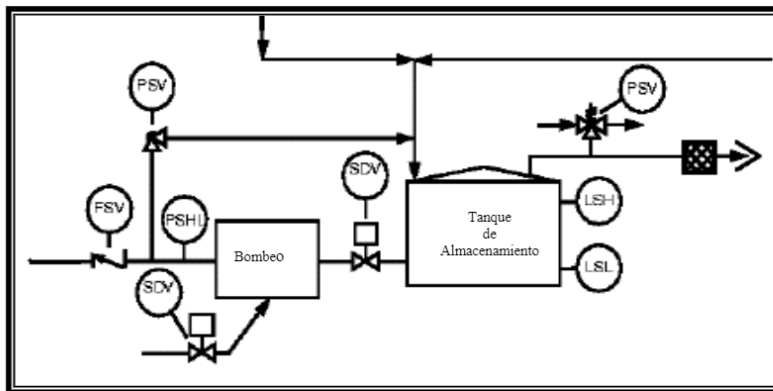 PSV
PSV
SDV
FSV
PSHL
LSH
Tanque
de
Almacenamiento
Bombeo
LSL
SDV